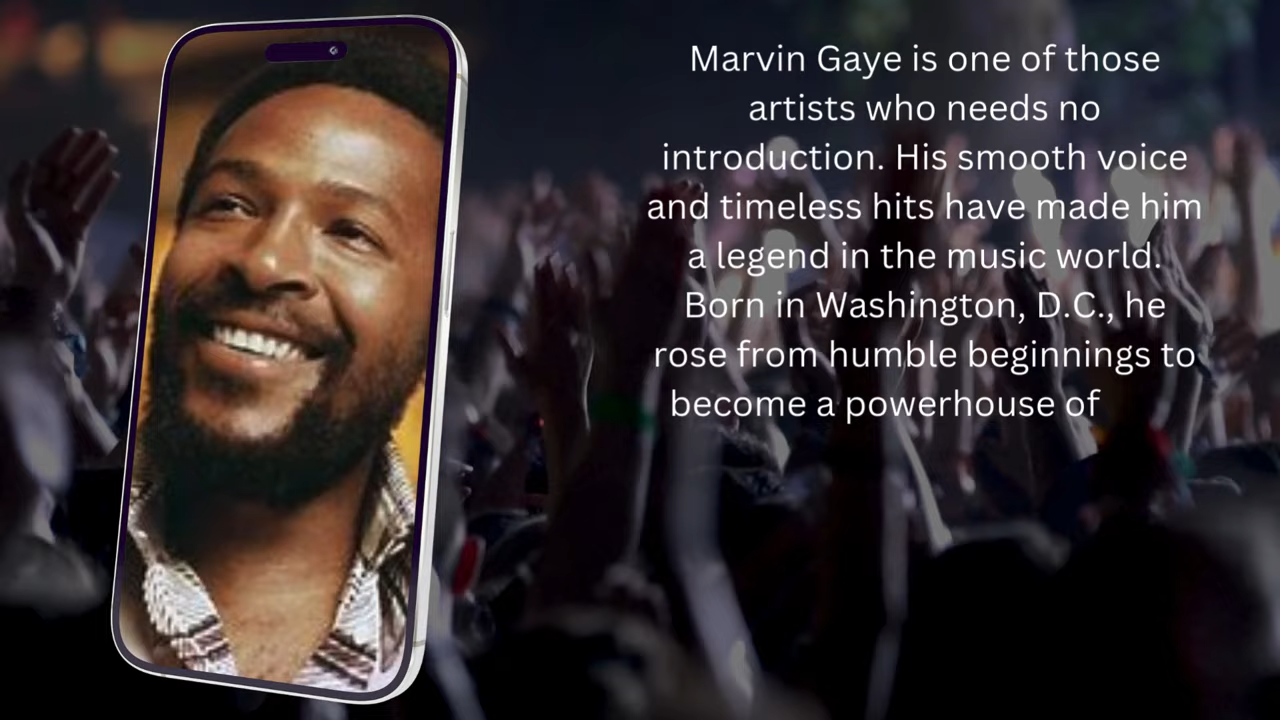 Marvin Gaye is one of those
artists who needs no
introduction. His smooth voice
and timeless hits have made him
a legend in the music world.
Born in Washington, D.C., he
rose from humble beginnings to
become a powerhouse of